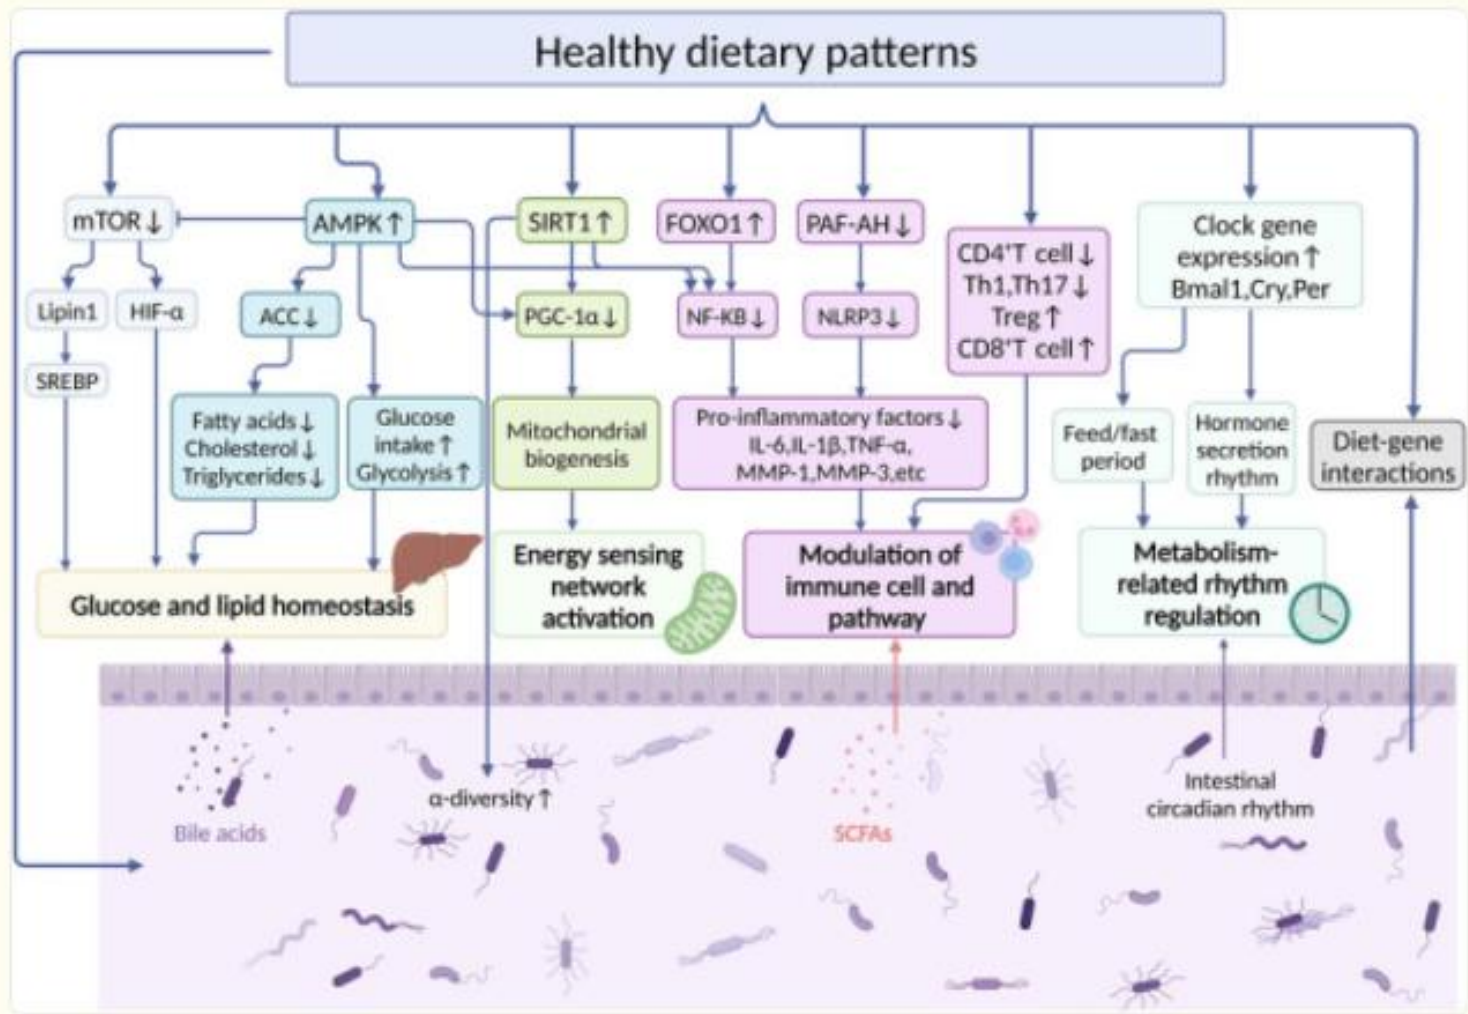 Healthy dietary patterns
mTOR↓
AMPK↑
SIRT1↑
FOXO1↑
PAF-AH↓
CD4⁺T cell↓
Th1,Th17↓
Treg↑
CD8⁺T cell↑
Clock gene
expression↑
Bmal1,Cry,Per
Lipin1
HIF-α
ACC↓
PGC-1α↓
NF-KB↓
NLRP3↓
SREBP
Fatty acids↓
Cholesterol↓
Triglycerides↓
Glucose
intake↑
Glycolysis↑
Mitochondrial
biogenesis
Pro-inflammatory factors↓
IL-6,IL-1β,TNF-α,
MMP-1,MMP-3,etc
Feed/fast
period
Hormone
secretion
rhythm
Diet-gene
interactions
Glucose and lipid homeostasis
Energy sensing
network
activation
Modulation of
immune cell and
pathway
Metabolism-
related rhythm
regulation
Bile acids
α-diversity↑
SCFAs
Intestinal
circadian rhythm